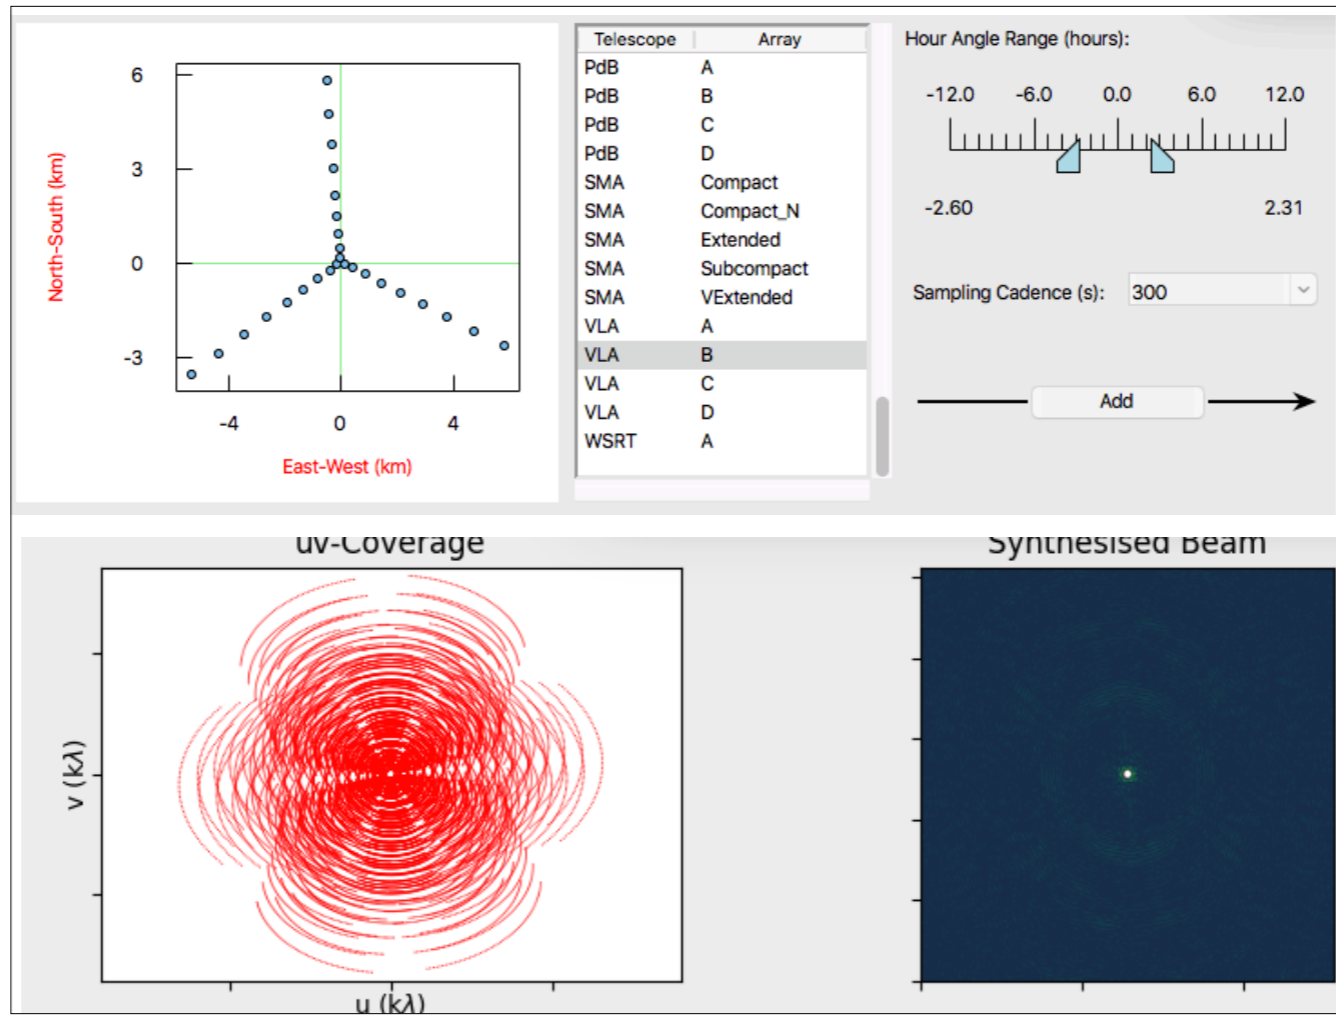 6
3
0
-3
North-South (km)
-4 0 4
East-West (km)
Telescope Array
PdB A
PdB B
PdB C
PdB D
SMA Compact
SMA Compact_N
SMA Extended
SMA Subcompact
SMA VExtended
VLA A
VLA B
VLA C
VLA D
WSRT A
Hour Angle Range (hours):
-12.0 -6.0 0.0 6.0 12.0
-2.60 2.31
Sampling Cadence (s): 300
Add
uv-Coverage
v (kλ)
u (kλ)
Synthesised Beam